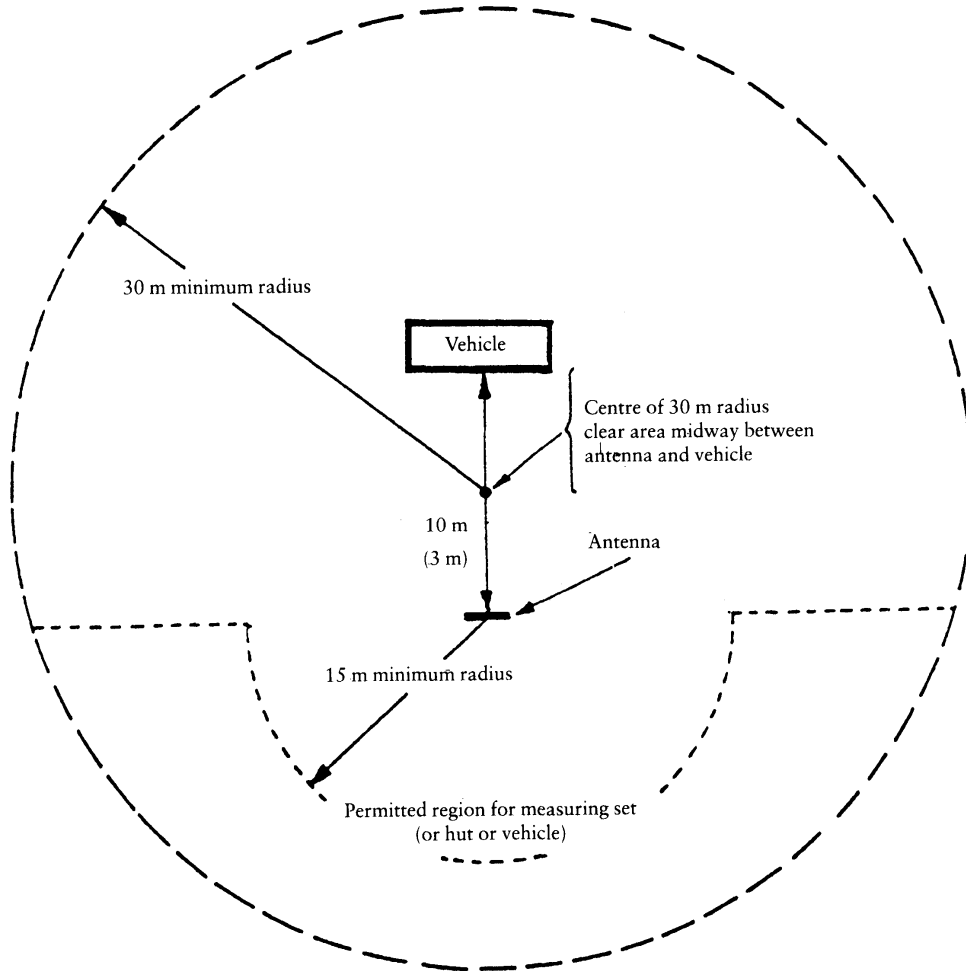 30 m minimum radius
Vehicle
Centre of 30 m radius
clear area midway between
antenna and vehicle
10 m
(3 m)
Antenna
15 m minimum radius
Permitted region for measuring set
(or hut or vehicle)